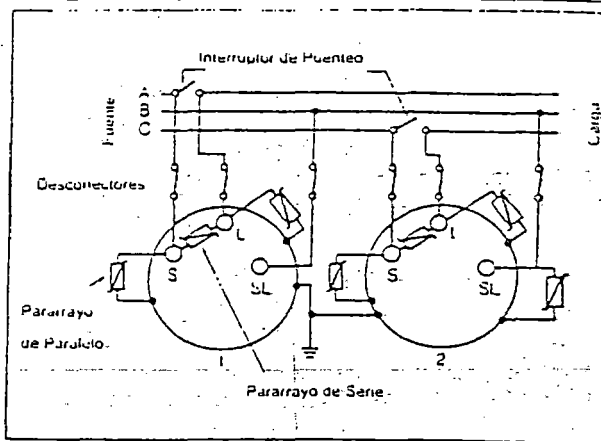 Interruptor de Puenteo
Fuente
A
B
C
Carga
Desconectores
L
S
SL
L
S
SL
Pararrayo
de Paralelo
1
2
Pararrayo de Serie